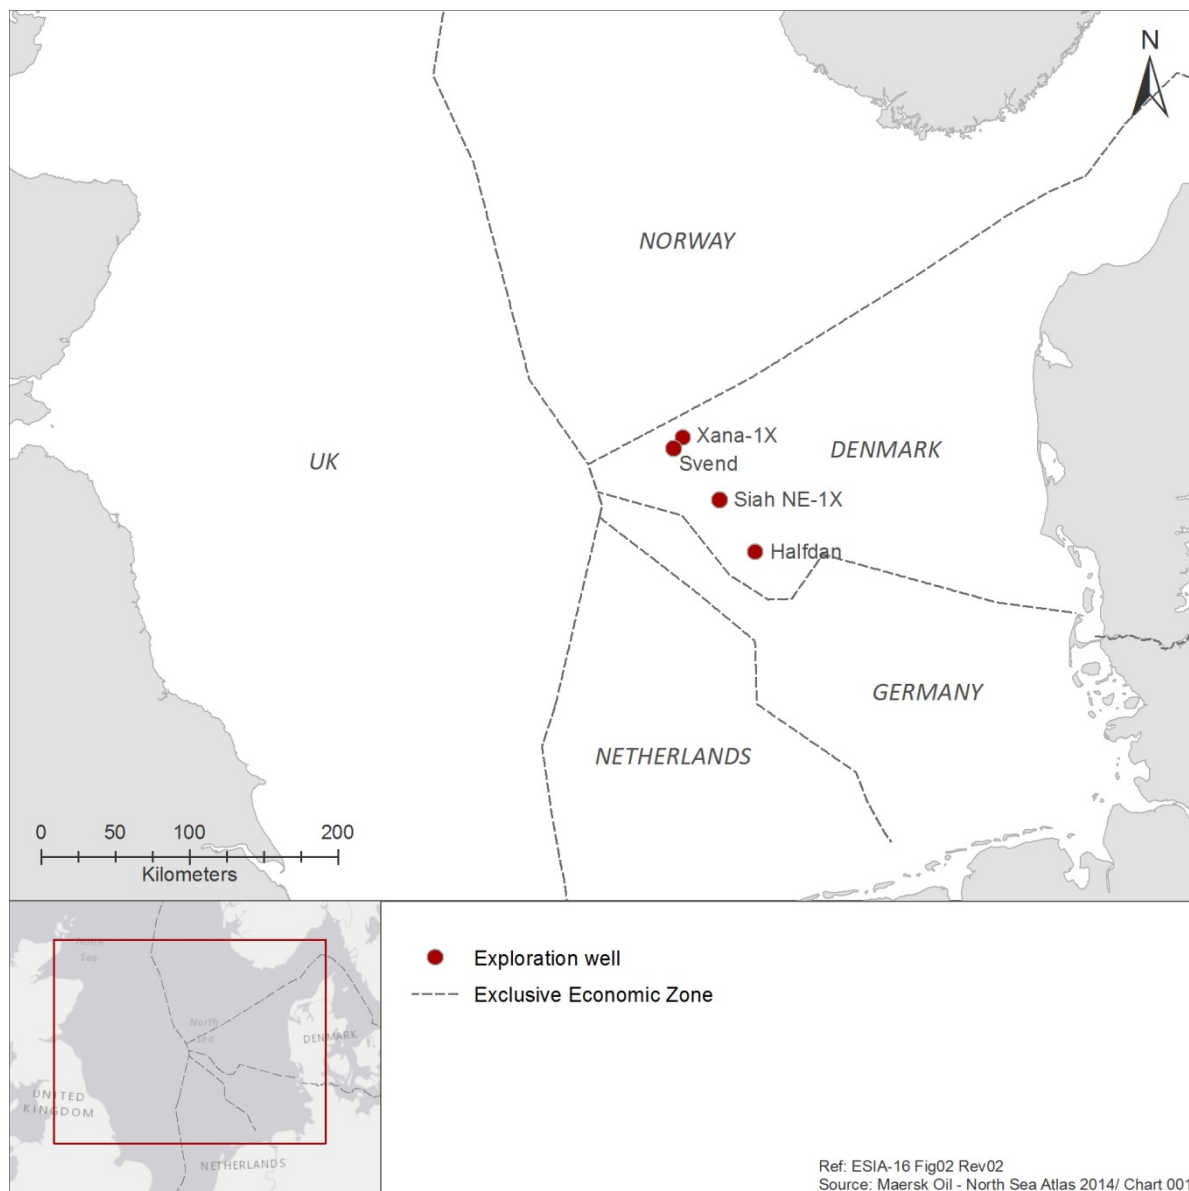 N
NORWAY
Xana-1X
DENMARK
Svend
UK
Siah NE-1X
Halfdan
GERMANY
NETHERLANDS
0 50 100 200
Kilometers
North
Sea
North
Sea
DENMARK
UNITED
KINGDOM
NETHERLANDS
Exploration well
Exclusive Economic Zone
Ref: ESIA-16 Fig02 Rev02
Source: Maersk Oil - North Sea Atlas 2014/ Chart 001